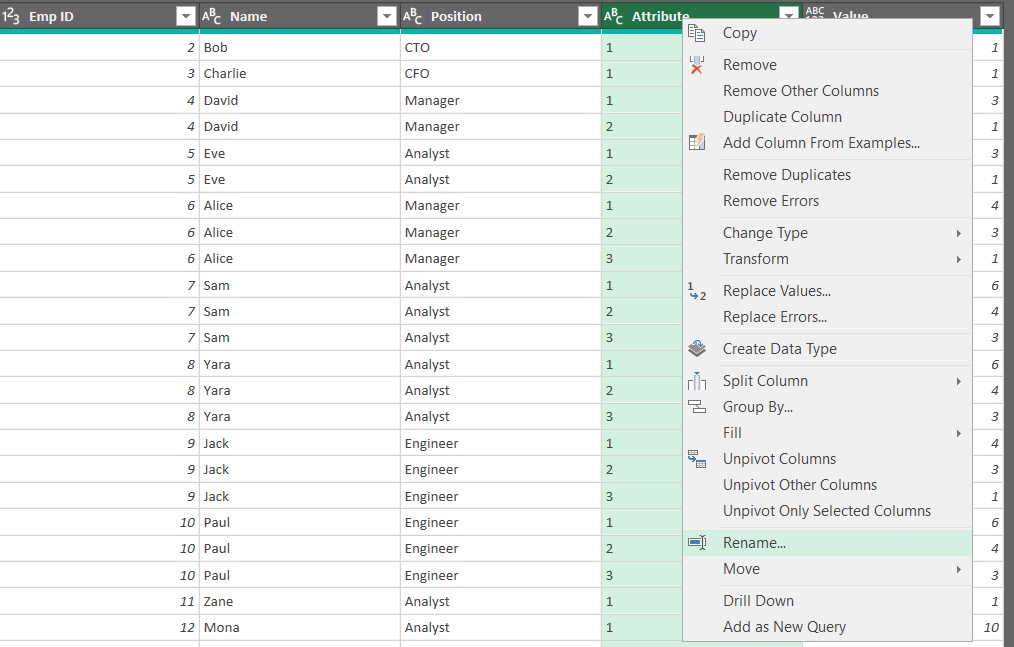 1²3 Emp ID ABC Name ABC Position ABC Attribute ABC 123 Value
2 Bob CTO 1 1
3 Charlie CFO 1 1
4 David Manager 1 3
4 David Manager 2 1
5 Eve Analyst 1 3
5 Eve Analyst 2 1
6 Alice Manager 1 4
6 Alice Manager 2 3
6 Alice Manager 3 1
7 Sam Analyst 1 6
7 Sam Analyst 2 4
7 Sam Analyst 3 3
8 Yara Analyst 1 6
8 Yara Analyst 2 4
8 Yara Analyst 3 3
9 Jack Engineer 1 4
9 Jack Engineer 2 3
9 Jack Engineer 3 1
10 Paul Engineer 1 6
10 Paul Engineer 2 4
10 Paul Engineer 3 3
11 Zane Analyst 1 1
12 Mona Analyst 1 10
Copy
Remove
Remove Other Columns
Duplicate Column
Add Column From Examples...
Remove Duplicates
Remove Errors
Change Type
Transform
1 2 Replace Values...
Replace Errors...
Create Data Type
Split Column
Group By...
Fill
Unpivot Columns
Unpivot Other Columns
Unpivot Only Selected Columns
Rename...
Move
Drill Down
Add as New Query